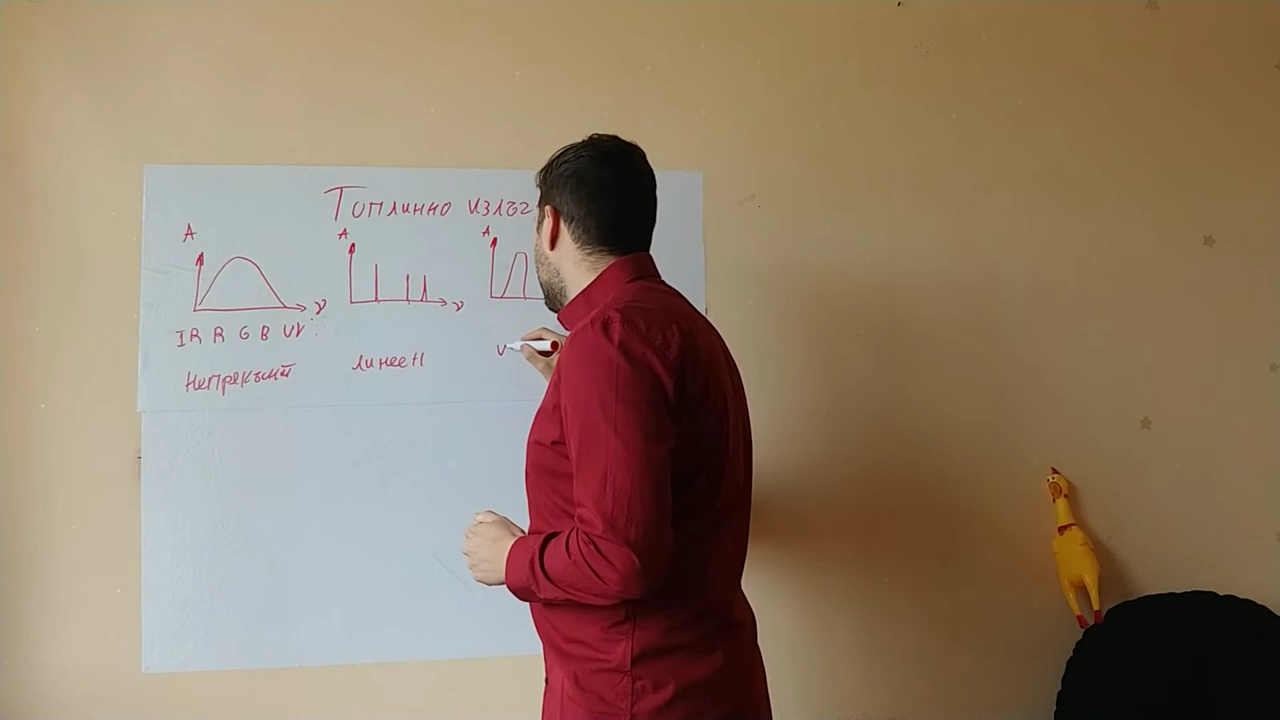 Топлинно излъч
A A A
ν ν
IR R G B UV
Непрекъснат линеен
и